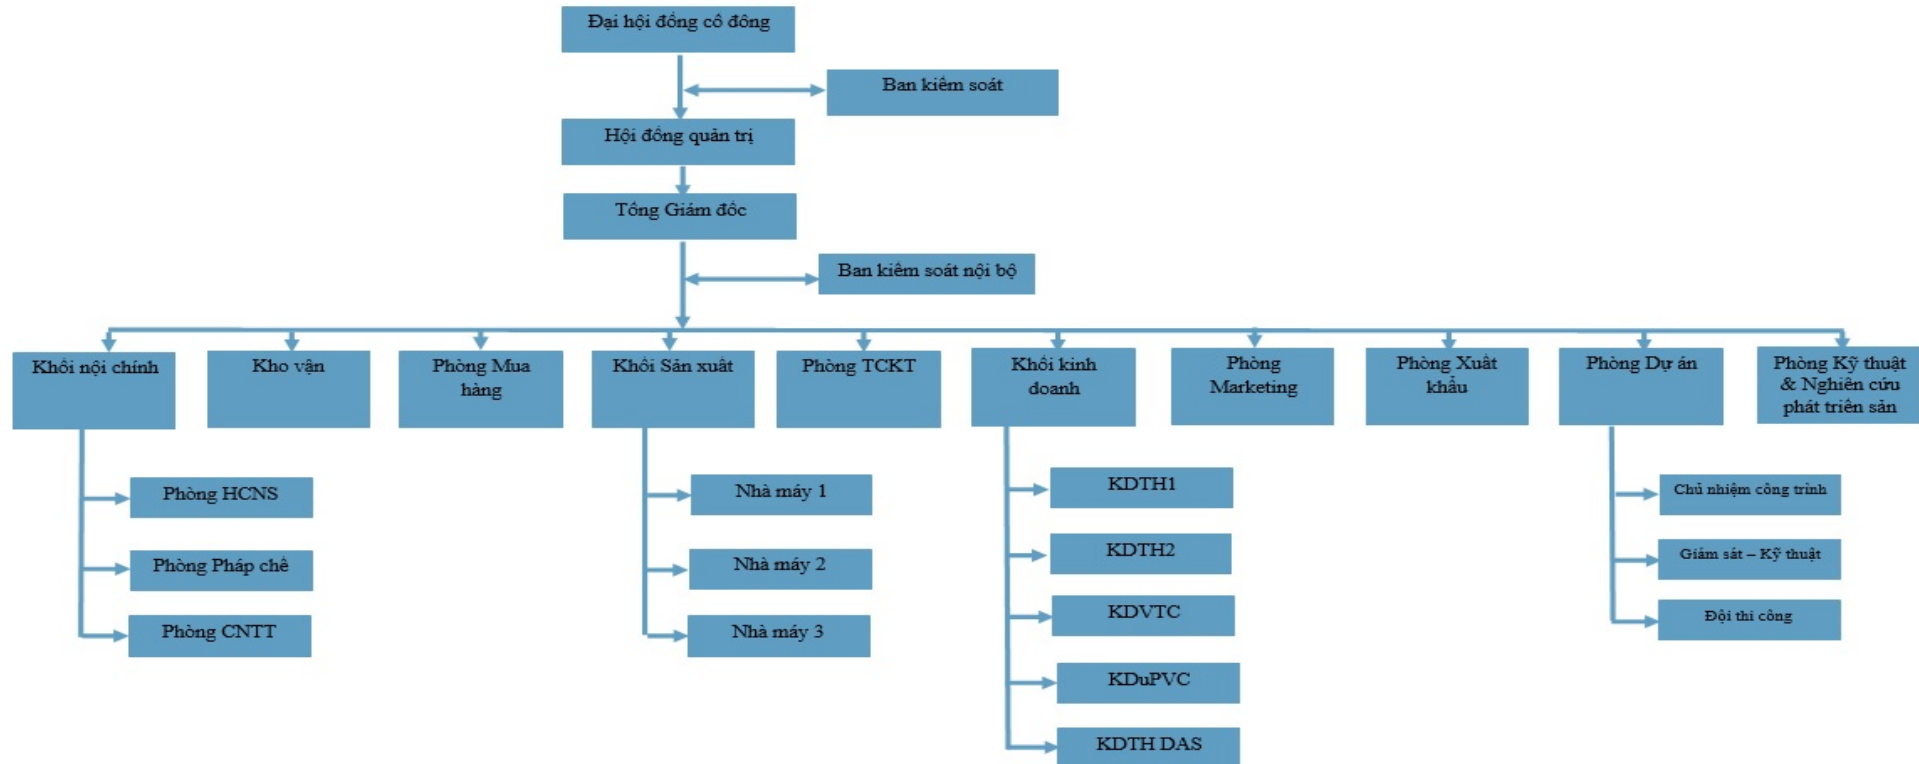 Đại hội đồng cổ đông
Ban kiểm soát
Hội đồng quản trị
Tổng Giám đốc
Ban kiểm soát nội bộ
Khối nội chính
Kho vận
Phòng Mua
hàng
Khối Sản xuất
Phòng TCKT
Khối kinh
doanh
Phòng
Marketing
Phòng Xuất
khẩu
Phòng Dự án
Phòng Kỹ thuật
& Nghiên cứu
phát triển sản
Phòng HCNS
Phòng Pháp chế
Phòng CNTT
Nhà máy 1
Nhà máy 2
Nhà máy 3
KDTH1
KDTH2
KDVTC
KDuPVC
KDTH DAS
Chủ nhiệm công trình
Giám sát – Kỹ thuật
Đội thi công